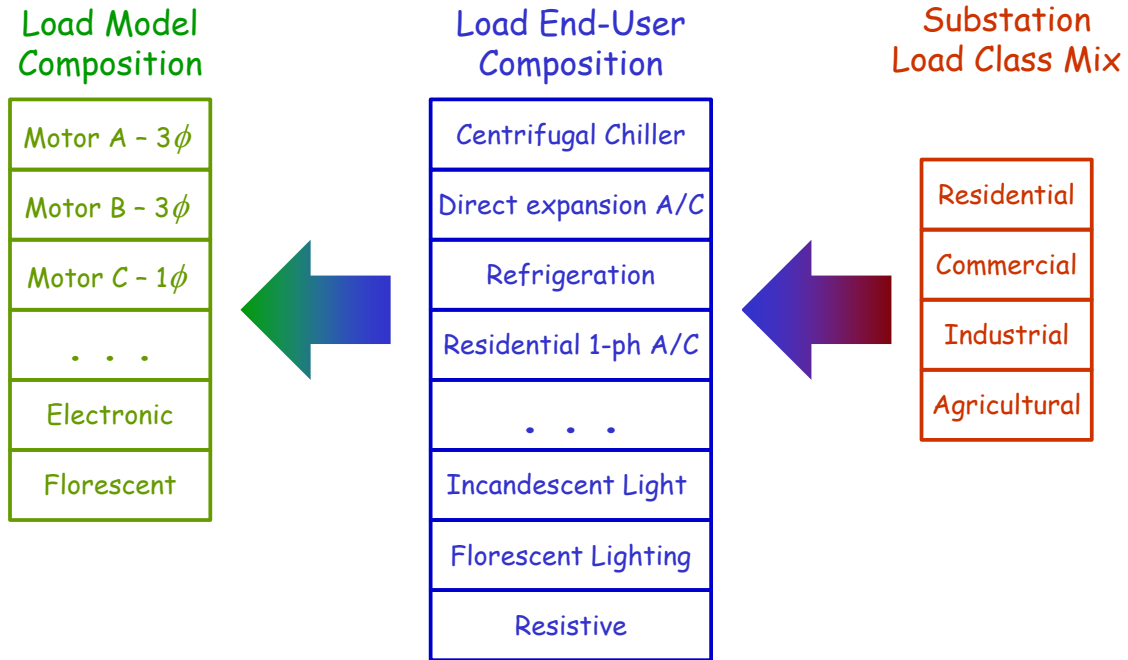 Load Model
Composition
Motor A – 3ϕ
Motor B – 3ϕ
Motor C – 1ϕ
. . .
Electronic
Florescent
Load End-User
Composition
Centrifugal Chiller
Direct expansion A/C
Refrigeration
Residential 1-ph A/C
. . .
Incandescent Light
Florescent Lighting
Resistive
Substation
Load Class Mix
Residential
Commercial
Industrial
Agricultural